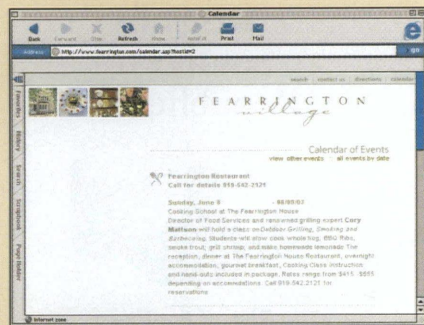 Calendar
Back Forward Stop Refresh Home AutoFill Print Mail
Address http://www.fearrington.com/calendar.asp?hostid=2 go
search contact us directions calendar
FEARRINGTON
village
Calendar of Events
view other events all events by date
Fearrington Restaurant
Call for details 919-542-2121
Sunday, June 9 - 06/09/02
Cooking School at The Fearrington House
Director of Food Services and renowned grilling expert Cory
Mattson will hold a class on Outdoor Grilling, Smoking and
Barbecuing. Students will slow cook whole hog, BBQ ribs,
smoke trout, grill shrimp, and make homemade lemonade The
reception, dinner at The Fearrington House Restaurant, overnight
accommodation, gourmet breakfast, Cooking Class instruction
and hand-outs included in package. Rates range from $415
depending on accommodations Call 919.542.2121 for
reservations
Favorites
History
Search
Scrapbook
Page Holder
Internet zone